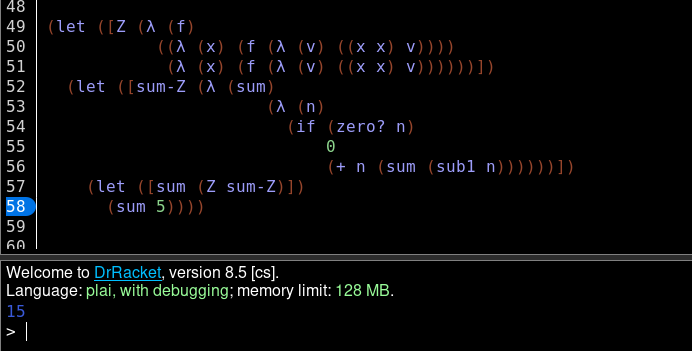 48
49 (let ([Z (λ (f)
50 ((λ (x) (f (λ (v) ((x x) v))))
51 (λ (x) (f (λ (v) ((x x) v))))))])
52 (let ([sum-Z (λ (sum)
53 (λ (n)
54 (if (zero? n)
55 0
56 (+ n (sum (sub1 n))))))])
57 (let ([sum (Z sum-Z)])
58 (sum 5))))
59
60
Welcome to DrRacket, version 8.5 [cs].
Language: plai, with debugging; memory limit: 128 MB.
15
>